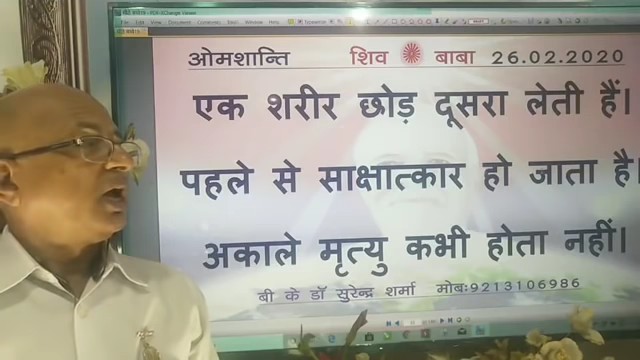 ओमशान्ति शिव बाबा 26.02.2020
एक शरीर छोड़ दूसरा लेती हैं।
पहले से साक्षात्कार हो जाता है।
अकाले मृत्यु कभी होता नहीं।
बी के डॉ सुरेन्द्र शर्मा मोबः9213106986